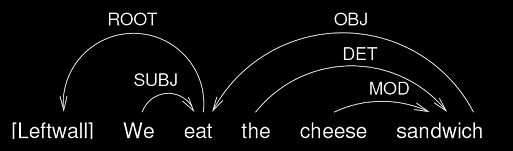 ROOT
OBJ
DET
SUBJ
MOD
[Leftwall] We eat the cheese sandwich